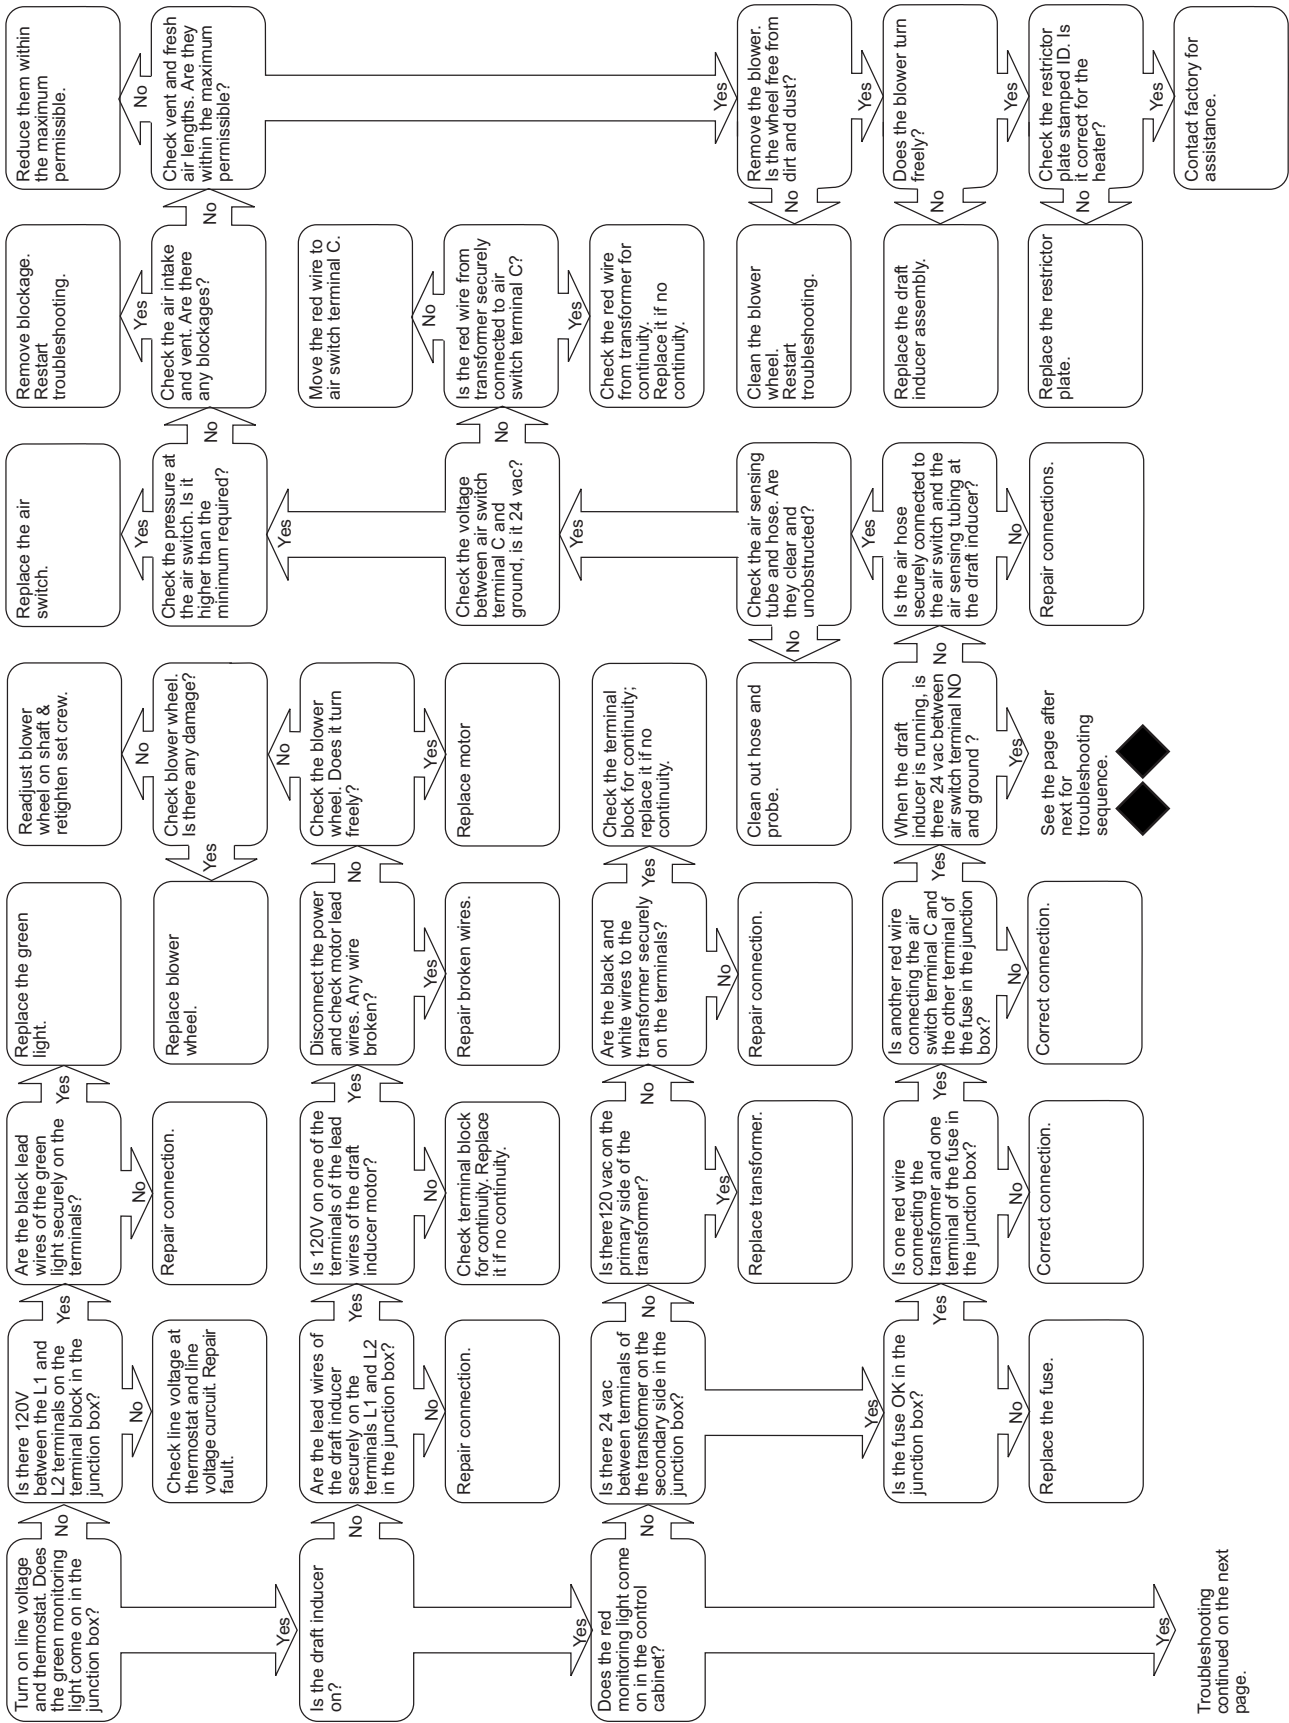 Turn on line voltage
and thermostat. Does
the green monitoring
light come on in the
junction box?
No
Is there 120V
between the L1 and
L2 terminals on the
terminal block in the
junction box?
Yes
Are the black lead
wires of the green
light securely on the
terminals?
Yes
Replace the green
light.
No
Check line voltage at
thermostat and line
voltage curcuit. Repair
fault.
No
Repair connection.
Yes
Is the draft inducer
on?
No
Are the lead wires of
the draft inducer
securely on the
terminals L1 and L2
in the junction box?
Yes
Is 120V on one of the
terminals of the lead
wires of the draft
inducer motor?
Yes
Disconnect the power
and check motor lead
wires. Any wire
broken?
No
Check the blower
wheel. Does it turn
freely?
No
Check blower wheel.
Is there any damage?
No
Readjust blower
wheel on shaft &
retighten set crew.
Yes
Replace blower
wheel.
No
Repair connection.
No
Check terminal block
for continuity. Replace
it if no continuity.
Yes
Repair broken wires.
Yes
Replace motor
Yes
Does the red
monitoring light come
on in the control
cabinet?
No
Is there 24 vac
between terminals of
the transformer on the
secondary side in the
junction box?
No
Is there120 vac on the
primary side of the
transformer?
No
Are the black and
white wires to the
transformer securely
on the terminals?
Yes
Check the terminal
block for continuity;
replace it if no
continuity.
Yes
Replace transformer.
No
Repair connection.
Yes
Is the fuse OK in the
junction box?
Yes
Is one red wire
connecting the
transformer and one
terminal of the fuse in
the junction box?
Yes
Is another red wire
connecting the air
switch terminal C and
the other terminal of
the fuse in the junction
box?
Yes
When the draft
inducer is running, is
there 24 vac between
air switch terminal NO
and ground ?
No
Is the air hose
securely connected to
the air switch and the
air sensing tubing at
the draft inducer?
No
Replace the fuse.
No
Correct connection.
No
Correct connection.
Yes
See the page after
next for
troubleshooting
sequence.
No
Repair connections.
Yes
Check the air sensing
tube and hose. Are
they clear and
unobstructed?
No
Clean out hose and
probe.
Yes
Check the voltage
between air switch
terminal C and
ground, is it 24 vac?
No
Is the red wire from
transformer securely
connected to air
switch terminal C?
No
Move the red wire to
air switch terminal C.
Yes
Check the red wire
from transformer for
continuity.
Replace it if no
continuity.
Yes
Check the pressure at
the air switch. Is it
higher than the
minimum required?
Yes
Replace the air
switch.
No
Check the air intake
and vent. Are there
any blockages?
Yes
Remove blockage.
Restart
troubleshooting.
No
Check vent and fresh
air lengths. Are they
within the maximum
permissible?
No
Reduce them within
the maximum
permissible.
Yes
Remove the blower.
Is the wheel free from
dirt and dust?
No
Clean the blower
wheel.
Restart
troubleshooting.
Yes
Does the blower turn
freely?
No
Replace the draft
inducer assembly.
Yes
Check the restrictor
plate stamped ID. Is
it correct for the
heater?
No
Replace the restrictor
plate.
Yes
Contact factory for
assistance.
Yes
Troubleshooting
continued on the next
page.